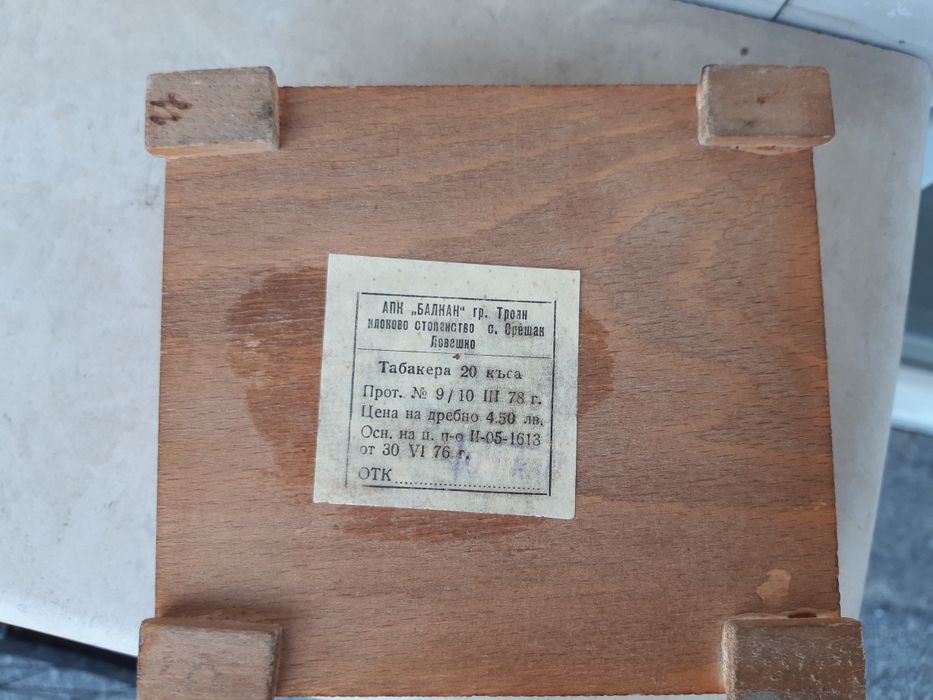 АПК „БАЛКАН" гр. Троян
клоково стопанство с. Орешак
Ловешко
Табакера 20 къса
Прот. № 9/10 III 78 г.
Цена на дребно 4.50 лв.
Осн. на ц. п-о II-05-1613
от 30 VI 76 г.
ОТК